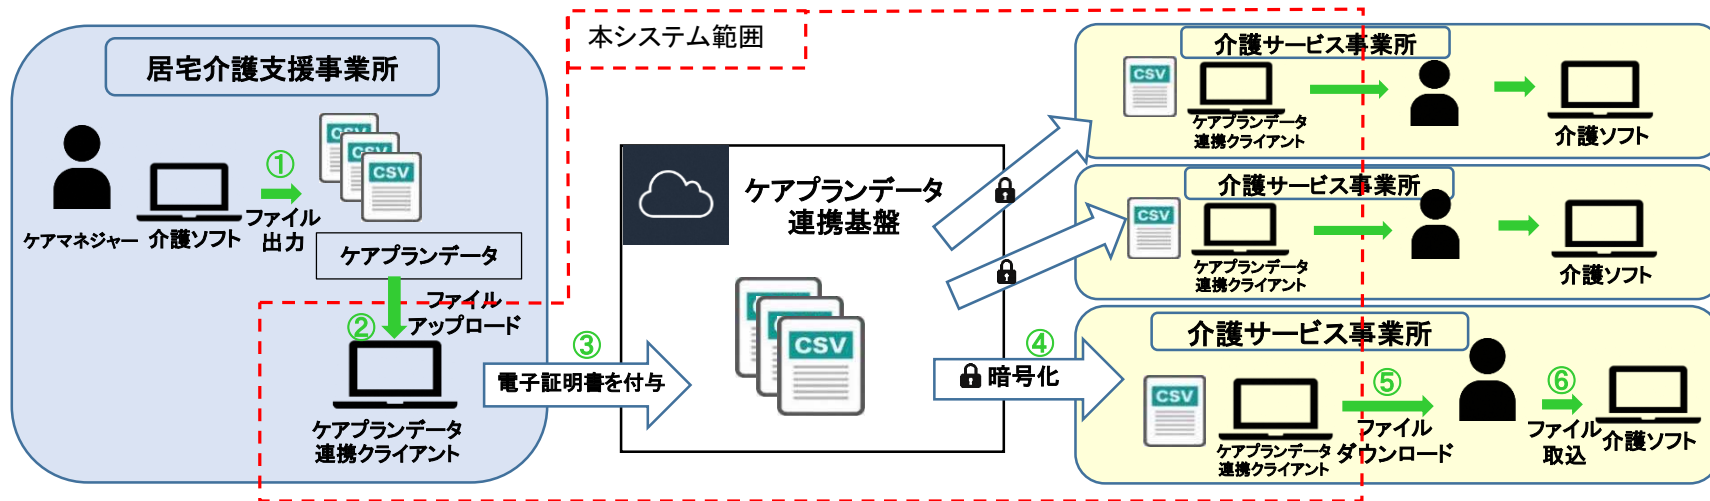 本システム範囲
居宅介護支援事業所
ケアマネジャー
介護ソフト
①
ファイル
出力
CSV
CSV
CSV
ケアプランデータ
②
ファイル
アップロード
ケアプランデータ
連携クライアント
③
電子証明書を付与
ケアプランデータ
連携基盤
CSV
④
暗号化
介護サービス事業所
CSV
ケアプランデータ
連携クライアント
介護ソフト
介護サービス事業所
CSV
ケアプランデータ
連携クライアント
介護ソフト
介護サービス事業所
CSV
ケアプランデータ
連携クライアント
⑤
ファイル
ダウンロード
⑥
ファイル
取込
介護ソフト